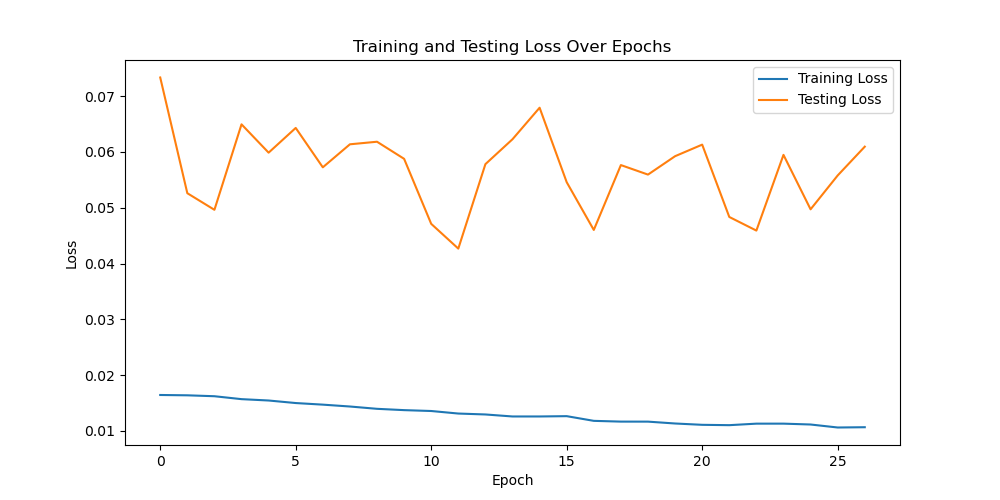 Training and Testing Loss Over Epochs
Training Loss
Testing Loss
0.07
0.06
0.05
0.04
0.03
0.02
0.01
Loss
0 5 10 15 20 25
Epoch